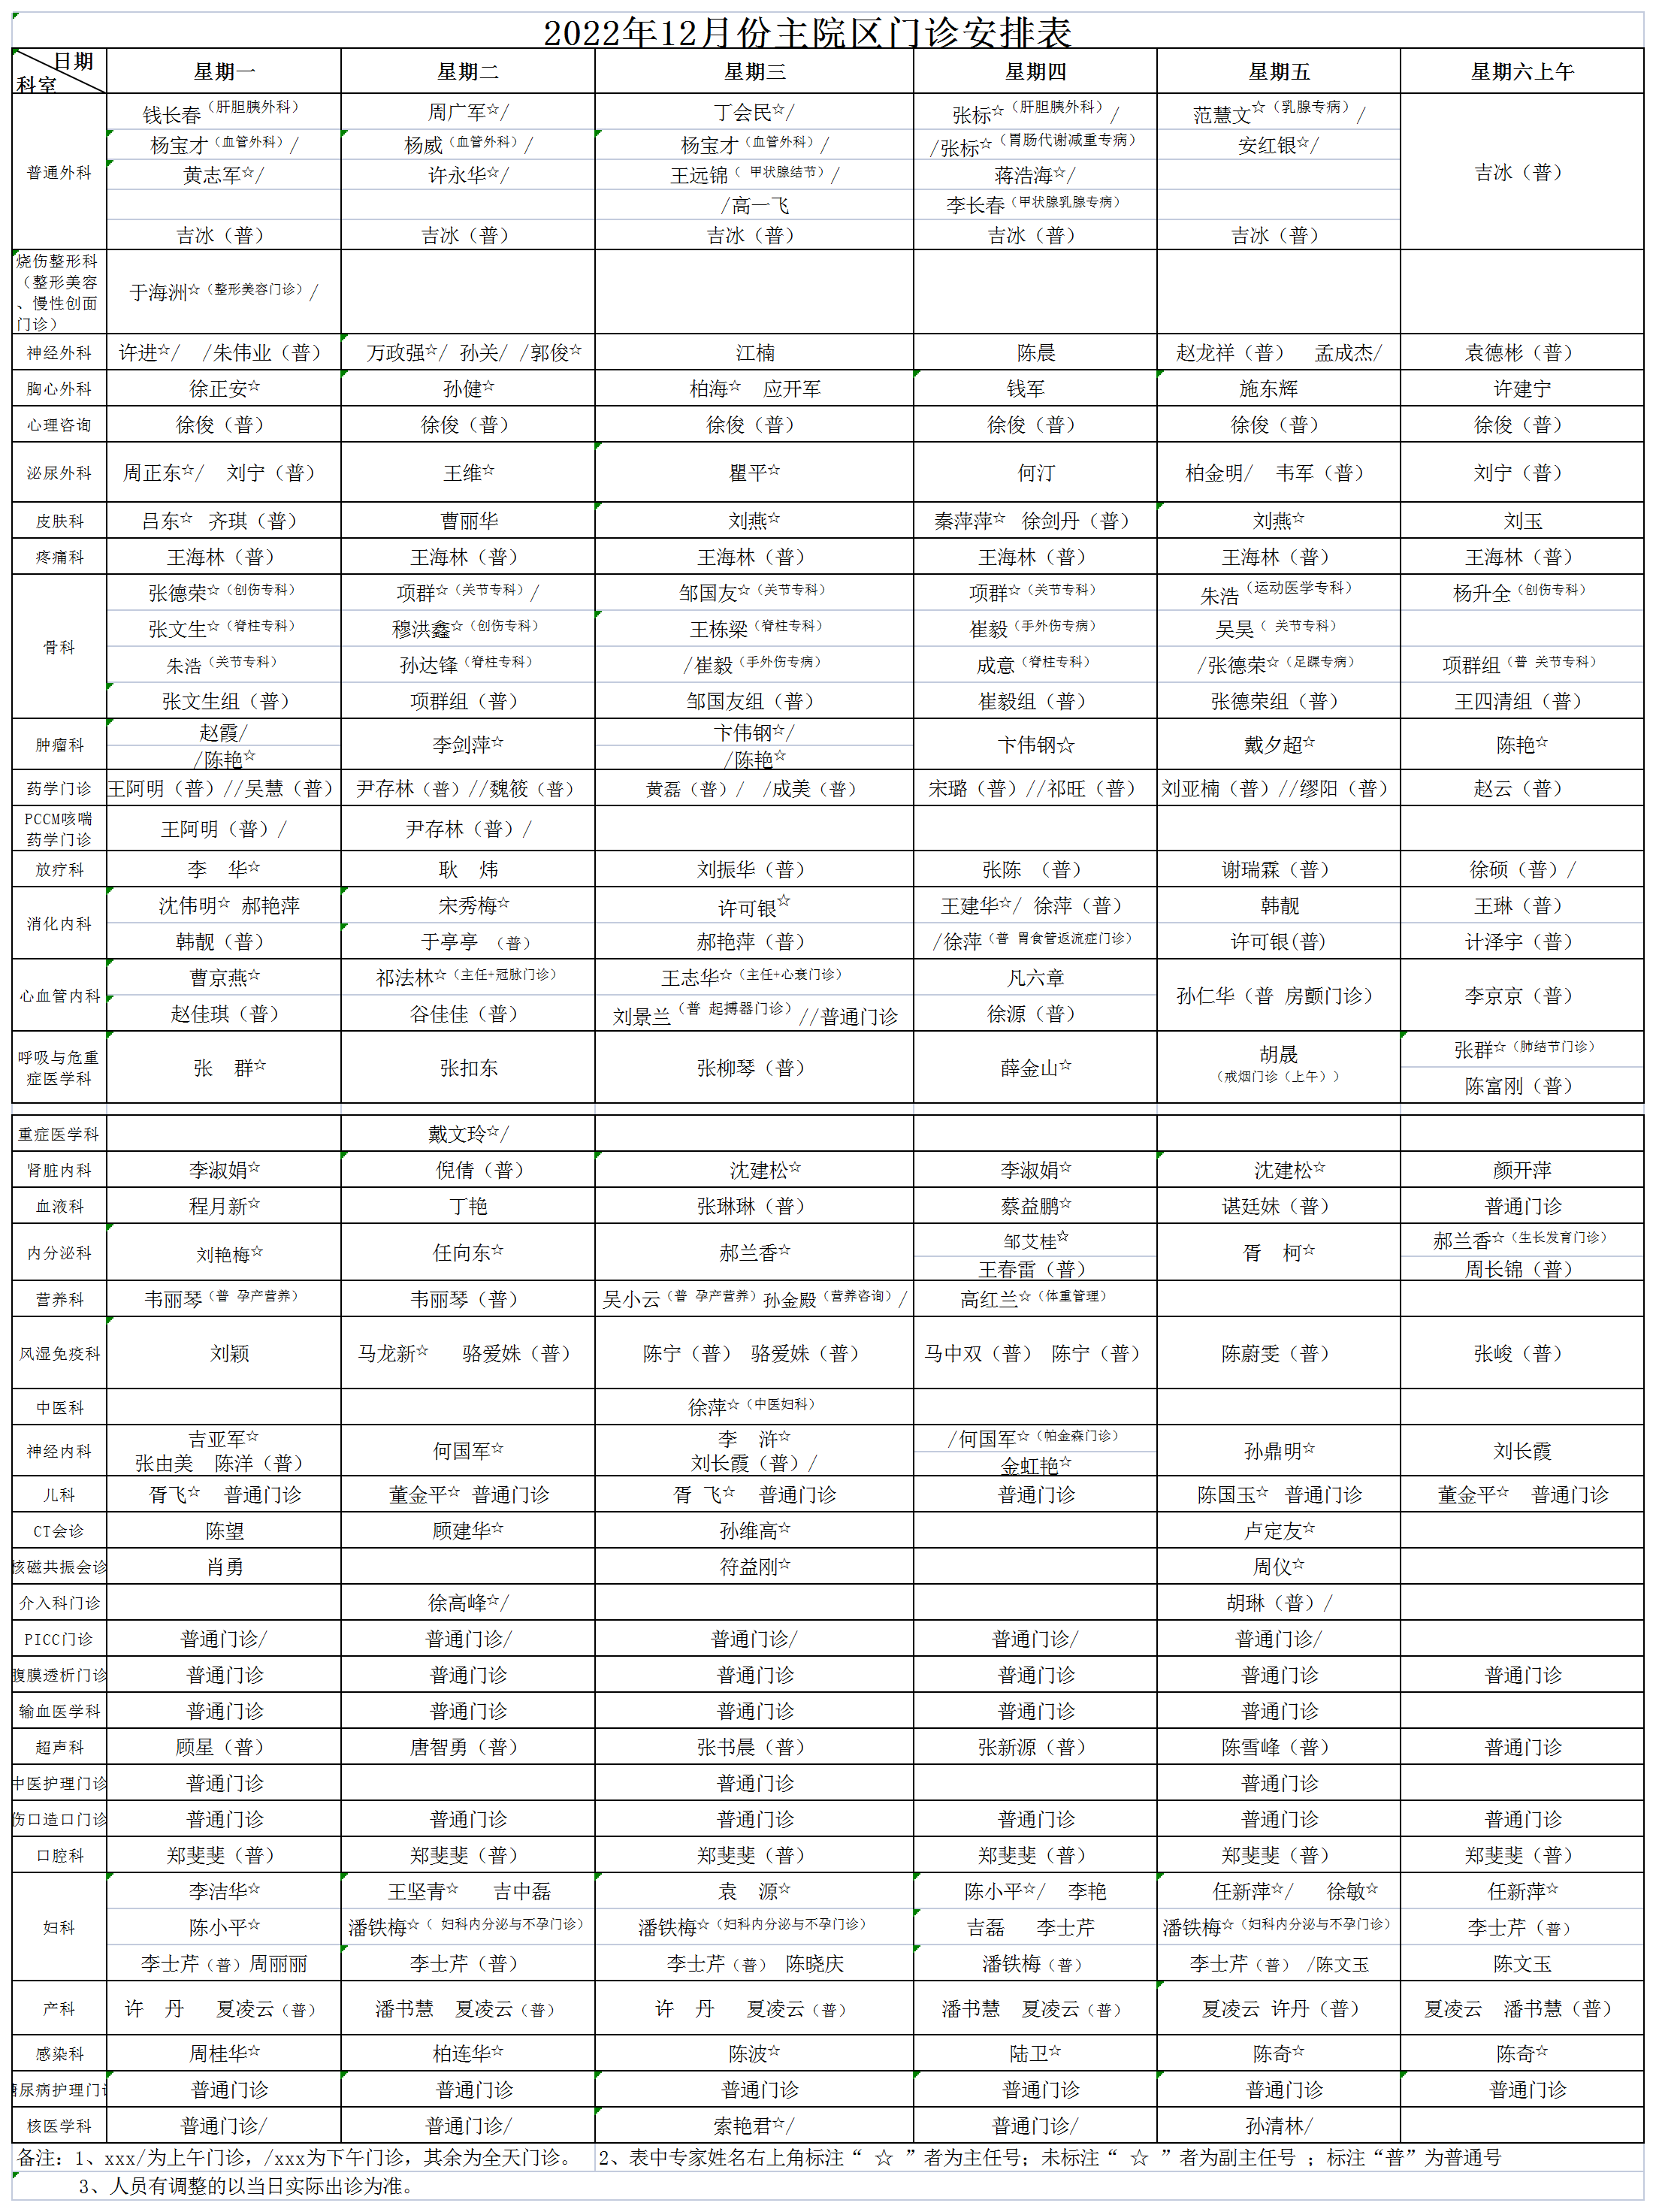 2022年12月份主院区门诊安排表
日期 科室 星期一 星期二 星期三 星期四 星期五 星期六上午
普通外科
钱长春（肝胆胰外科） 周广军☆/ 丁会民☆/ 张标☆（肝胆胰外科）/ 范慧文☆（乳腺专病）/ 吉冰（普）
杨宝才（血管外科）/ 杨威（血管外科）/ 杨宝才（血管外科）/ /张标☆（胃肠代谢减重专病） 安红银☆/
黄志军☆/ 许永华☆/ 王远锦（ 甲状腺结节）/ 蒋浩海☆/
/高一飞 李长春（甲状腺乳腺专病）
吉冰（普） 吉冰（普） 吉冰（普） 吉冰（普） 吉冰（普）
烧伤整形科
（整形美容
、慢性创面
门诊）
于海洲☆（整形美容门诊）/
神经外科 许进☆/ /朱伟业（普） 万政强☆/ 孙关/ /郭俊☆ 江楠 陈晨 赵龙祥（普） 孟成杰/ 袁德彬（普）
胸心外科 徐正安☆ 孙健☆ 柏海☆ 应开军 钱军 施东辉 许建宁
心理咨询 徐俊（普） 徐俊（普） 徐俊（普） 徐俊（普） 徐俊（普） 徐俊（普）
泌尿外科 周正东☆/ 刘宁（普） 王维☆ 瞿平☆ 何汀 柏金明/ 韦军（普） 刘宁（普）
皮肤科 吕东☆ 齐琪（普） 曹丽华 刘燕☆ 秦萍萍☆ 徐剑丹（普） 刘燕☆ 刘玉
疼痛科 王海林（普） 王海林（普） 王海林（普） 王海林（普） 王海林（普） 王海林（普）
骨科
张德荣☆（创伤专科） 项群☆（关节专科）/ 邹国友☆（关节专科） 项群☆（关节专科） 朱浩（运动医学专科） 杨升全（创伤专科）
张文生☆（脊柱专科） 穆洪鑫☆（创伤专科） 王栋梁（脊柱专科） 崔毅（手外伤专病） 吴昊（ 关节专科）
朱浩（关节专科） 孙达锋（脊柱专科） /崔毅（手外伤专病） 成意（脊柱专科） /张德荣☆（足踝专病） 项群组（普 关节专科）
张文生组（普） 项群组（普） 邹国友组（普） 崔毅组（普） 张德荣组（普） 王四清组（普）
肿瘤科
赵霞/ 李剑萍☆ 卞伟钢☆/ 卞伟钢☆ 戴夕超☆ 陈艳☆
/陈艳☆ /陈艳☆
药学门诊 王阿明（普）//吴慧（普） 尹存林（普）//魏筱（普） 黄磊（普）/ /成美（普） 宋璐（普）//祁旺（普） 刘亚楠（普）//缪阳（普） 赵云（普）
PCCM咳喘
药学门诊
王阿明（普）/ 尹存林（普）/
放疗科 李 华☆ 耿 炜 刘振华（普） 张陈 （普） 谢瑞霖（普） 徐硕（普）/
消化内科
沈伟明☆ 郝艳萍 宋秀梅☆ 许可银☆ 王建华☆/ 徐萍（普） 韩靓 王琳（普）
韩靓（普） 于亭亭 （普） 郝艳萍（普） /徐萍（普 胃食管返流症门诊） 许可银(普) 计泽宇（普）
心血管内科
曹京燕☆ 祁法林☆（主任+冠脉门诊） 王志华☆（主任+心衰门诊） 凡六章 孙仁华（普 房颤门诊） 李京京（普）
赵佳琪（普） 谷佳佳（普） 刘景兰（普 起搏器门诊）//普通门诊 徐源（普）
呼吸与危重
症医学科
张 群☆ 张扣东 张柳琴（普） 薛金山☆ 胡晟
（戒烟门诊（上午））
张群☆（肺结节门诊）
陈富刚（普）
重症医学科 戴文玲☆/
肾脏内科 李淑娟☆ 倪倩（普） 沈建松☆ 李淑娟☆ 沈建松☆ 颜开萍
血液科 程月新☆ 丁艳 张琳琳（普） 蔡益鹏☆ 谌廷妹（普） 普通门诊
内分泌科
刘艳梅☆ 任向东☆ 郝兰香☆ 邹艾桂☆ 胥 柯☆ 郝兰香☆（生长发育门诊）
王春雷（普） 周长锦（普）
营养科 韦丽琴（普 孕产营养） 韦丽琴（普） 吴小云（普 孕产营养）孙金殿（营养咨询）/ 高红兰☆（体重管理）
风湿免疫科 刘颖 马龙新☆ 骆爱姝（普） 陈宁（普） 骆爱姝（普） 马中双（普） 陈宁（普） 陈蔚雯（普） 张峻（普）
中医科 徐萍☆（中医妇科）
神经内科
吉亚军☆ 何国军☆ 李 浒☆ /何国军☆（帕金森门诊） 孙鼎明☆ 刘长霞
张由美 陈洋（普） 刘长霞（普）/ 金虹艳☆
儿科 胥飞☆ 普通门诊 董金平☆ 普通门诊 胥 飞☆ 普通门诊 普通门诊 陈国玉☆ 普通门诊 董金平☆ 普通门诊
CT会诊 陈望 顾建华☆ 孙维高☆ 卢定友☆
核磁共振会诊 肖勇 符益刚☆ 周仪☆
介入科门诊 徐高峰☆/ 胡琳（普）/
PICC门诊 普通门诊/ 普通门诊/ 普通门诊/ 普通门诊/ 普通门诊/
腹膜透析门诊 普通门诊 普通门诊 普通门诊 普通门诊 普通门诊 普通门诊
输血医学科 普通门诊 普通门诊 普通门诊 普通门诊 普通门诊
超声科 顾星（普） 唐智勇（普） 张书晨（普） 张新源（普） 陈雪峰（普） 普通门诊
中医护理门诊 普通门诊 普通门诊 普通门诊
伤口造口门诊 普通门诊 普通门诊 普通门诊 普通门诊 普通门诊 普通门诊
口腔科 郑斐斐（普） 郑斐斐（普） 郑斐斐（普） 郑斐斐（普） 郑斐斐（普） 郑斐斐（普）
妇科
李洁华☆ 王坚青☆ 吉中磊 袁 源☆ 陈小平☆/ 李艳 任新萍☆/ 徐敏☆ 任新萍☆
陈小平☆ 潘铁梅☆（ 妇科内分泌与不孕门诊） 潘铁梅☆（妇科内分泌与不孕门诊） 吉磊 李士芹 潘铁梅☆（妇科内分泌与不孕门诊） 李士芹（普）
李士芹（普）周丽丽 李士芹（普） 李士芹（普） 陈晓庆 潘铁梅（普） 李士芹（普） /陈文玉 陈文玉
产科 许 丹 夏凌云（普） 潘书慧 夏凌云（普） 许 丹 夏凌云（普） 潘书慧 夏凌云（普） 夏凌云 许丹（普） 夏凌云 潘书慧（普）
感染科 周桂华☆ 柏连华☆ 陈波☆ 陆卫☆ 陈奇☆ 陈奇☆
尿病护理门 普通门诊 普通门诊 普通门诊 普通门诊 普通门诊 普通门诊
核医学科 普通门诊/ 普通门诊/ 索艳君☆/ 普通门诊/ 孙清林/
备注：1、xxx/为上午门诊，/xxx为下午门诊，其余为全天门诊。 2、表中专家姓名右上角标注“ ☆ ”者为主任号；未标注“ ☆ ”者为副主任号 ；标注“普”为普通号
3、人员有调整的以当日实际出诊为准。